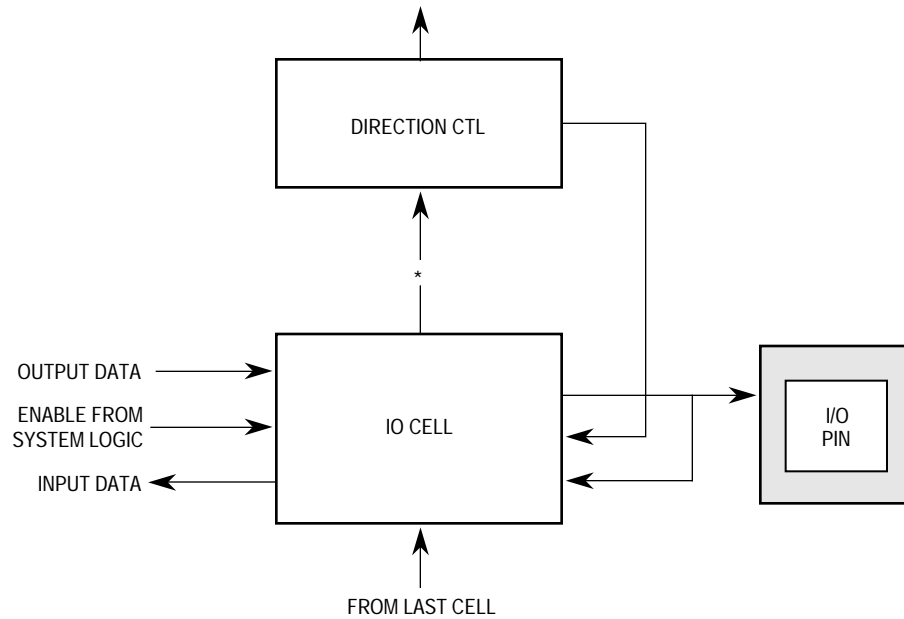 DIRECTION CTL
*
OUTPUT DATA
ENABLE FROM
SYSTEM LOGIC
INPUT DATA
IO CELL
I/O
PIN
FROM LAST CELL